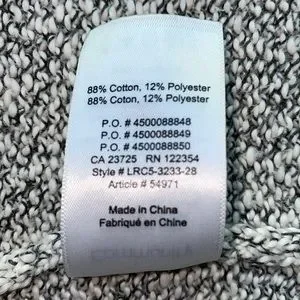 88% Cotton, 12% Polyester
88% Coton, 12% Polyester
P.O. # 4500088848
P.O. # 4500088849
P.O. # 4500088850
CA 23725 RN 122354
Style # LRC5-3233-28
Article # 54971
Made in China
Fabriqué en Chine